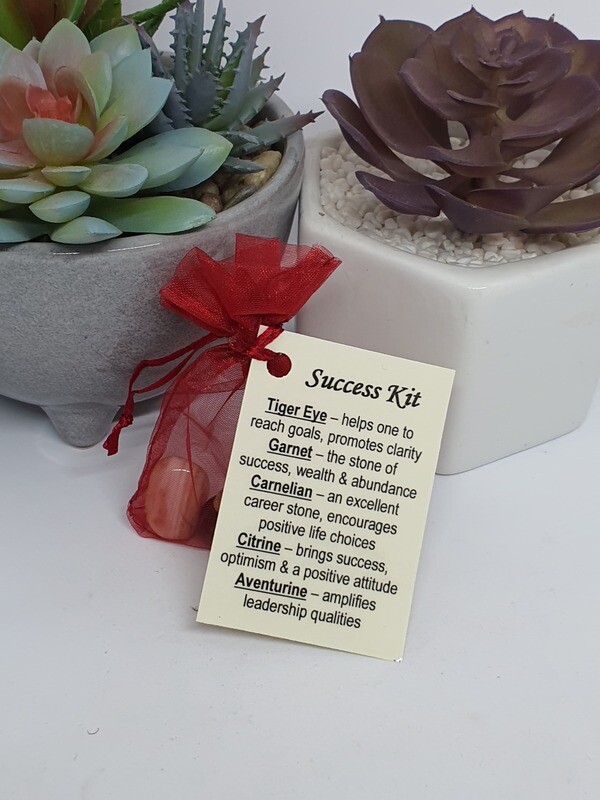 Success Kit
Tiger Eye – helps one to
reach goals, promotes clarity
Garnet – the stone of
success, wealth & abundance
Carnelian – an excellent
career stone, encourages
positive life choices
Citrine – brings success,
optimism & a positive attitude
Aventurine – amplifies
leadership qualities